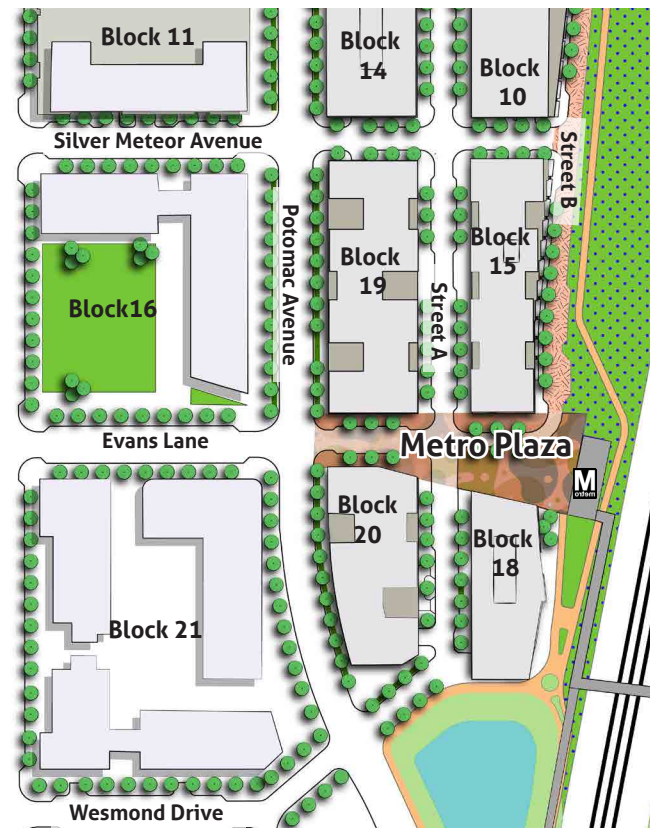 Block 11
Block
14
Block
10
Silver Meteor Avenue
Street B
Potomac Avenue
Block
19
Block
15
Block16
Street A
Evans Lane
Metro Plaza
M
metro
Block
20
Block
18
Block 21
Wesmond Drive